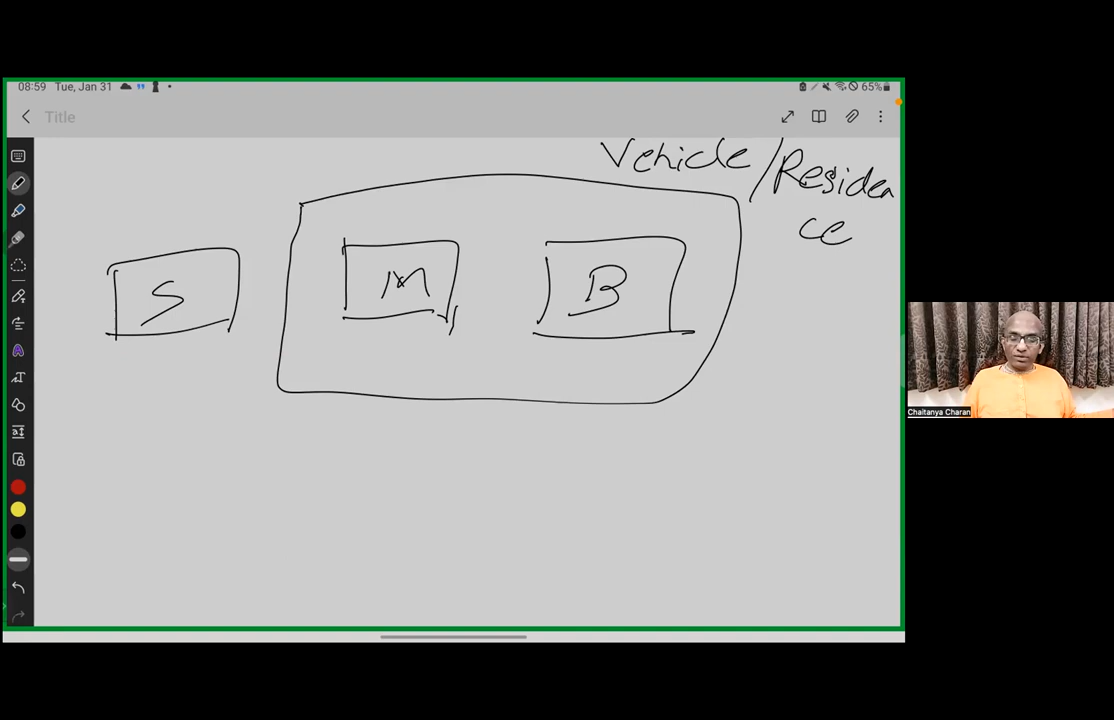 08:59 Tue, Jan 31
65%
Title
Vehicle/Residen
ce
S
M
B
Chaitanya Charan